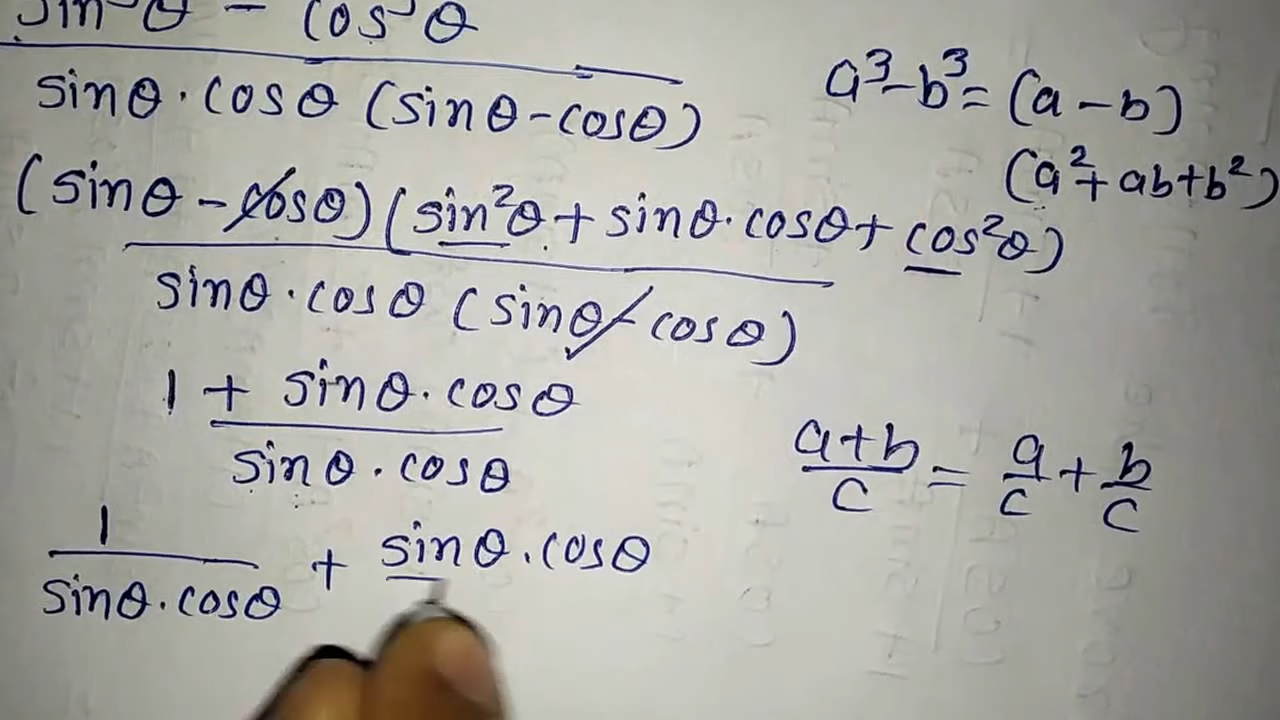 sin³θ - cos³θ
sinθ·cosθ (sinθ-cosθ)
a³-b³= (a-b)
(a²+ab+b²)
(sinθ-cosθ)(sin²θ+sinθ·cosθ+cos²θ)
sinθ·cosθ (sinθ-cosθ)
1 + sinθ·cosθ
sinθ·cosθ
a+b/c = a/c + b/c
1/sinθ·cosθ + sinθ·cosθ